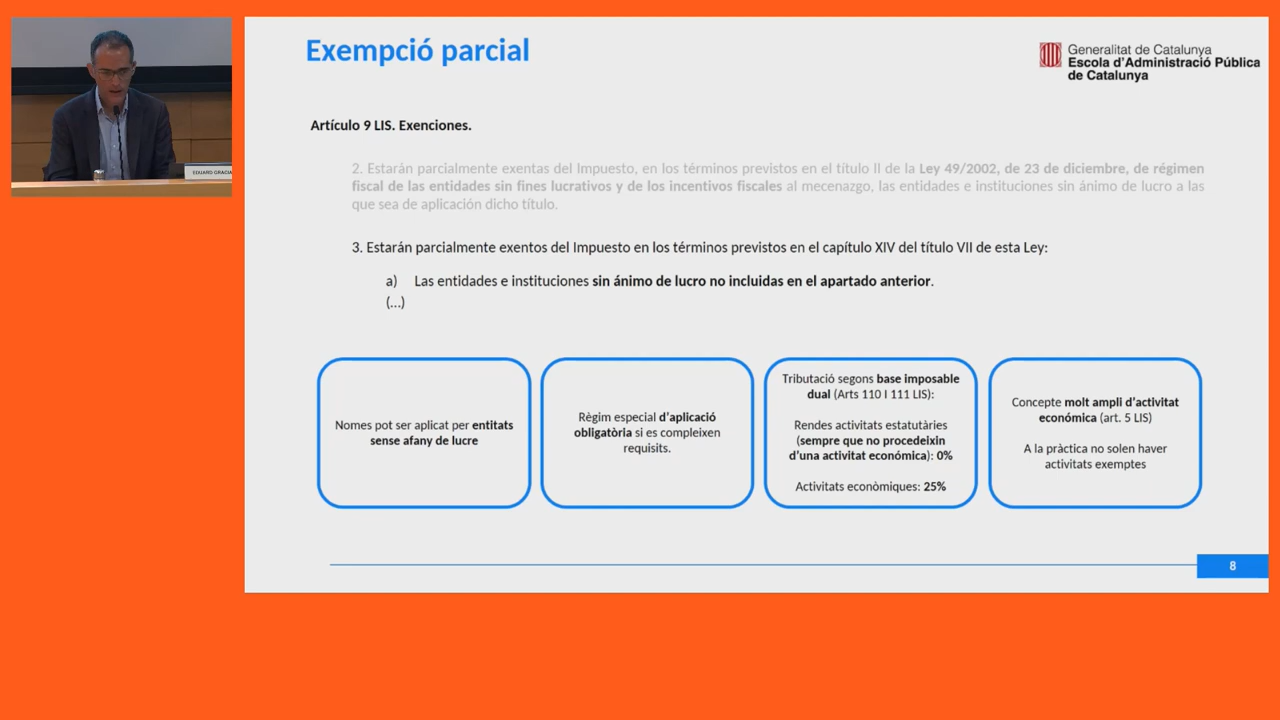 Exempció parcial
Generalitat de Catalunya
Escola d'Administració Pública
de Catalunya
Artículo 9 LIS. Exenciones.
2. Estarán parcialmente exentas del Impuesto, en los términos previstos en el título II de la Ley 49/2002, de 23 de diciembre, de régimen
fiscal de las entidades sin fines lucrativos y de los incentivos fiscales al mecenazgo, las entidades e instituciones sin ánimo de lucro a las
que sea de aplicación dicho título.
3. Estarán parcialmente exentos del Impuesto en los términos previstos en el capítulo XIV del título VII de esta Ley:
a) Las entidades e instituciones sin ánimo de lucro no incluidas en el apartado anterior.
(...)
Nomes pot ser aplicat per entitats
sense afany de lucre
Règim especial d'aplicació
obligatòria si es compleixen
requisits.
Tributació segons base imposable
dual (Arts 110 I 111 LIS):
Rendes activitats estatutàries
(sempre que no procedeixin
d'una activitat económica): 0%
Activitats econòmiques: 25%
Concepte molt ampli d'activitat
económica (art. 5 LIS)
A la pràctica no solen haver
activitats exemptes
8
EDUARD GRACIA